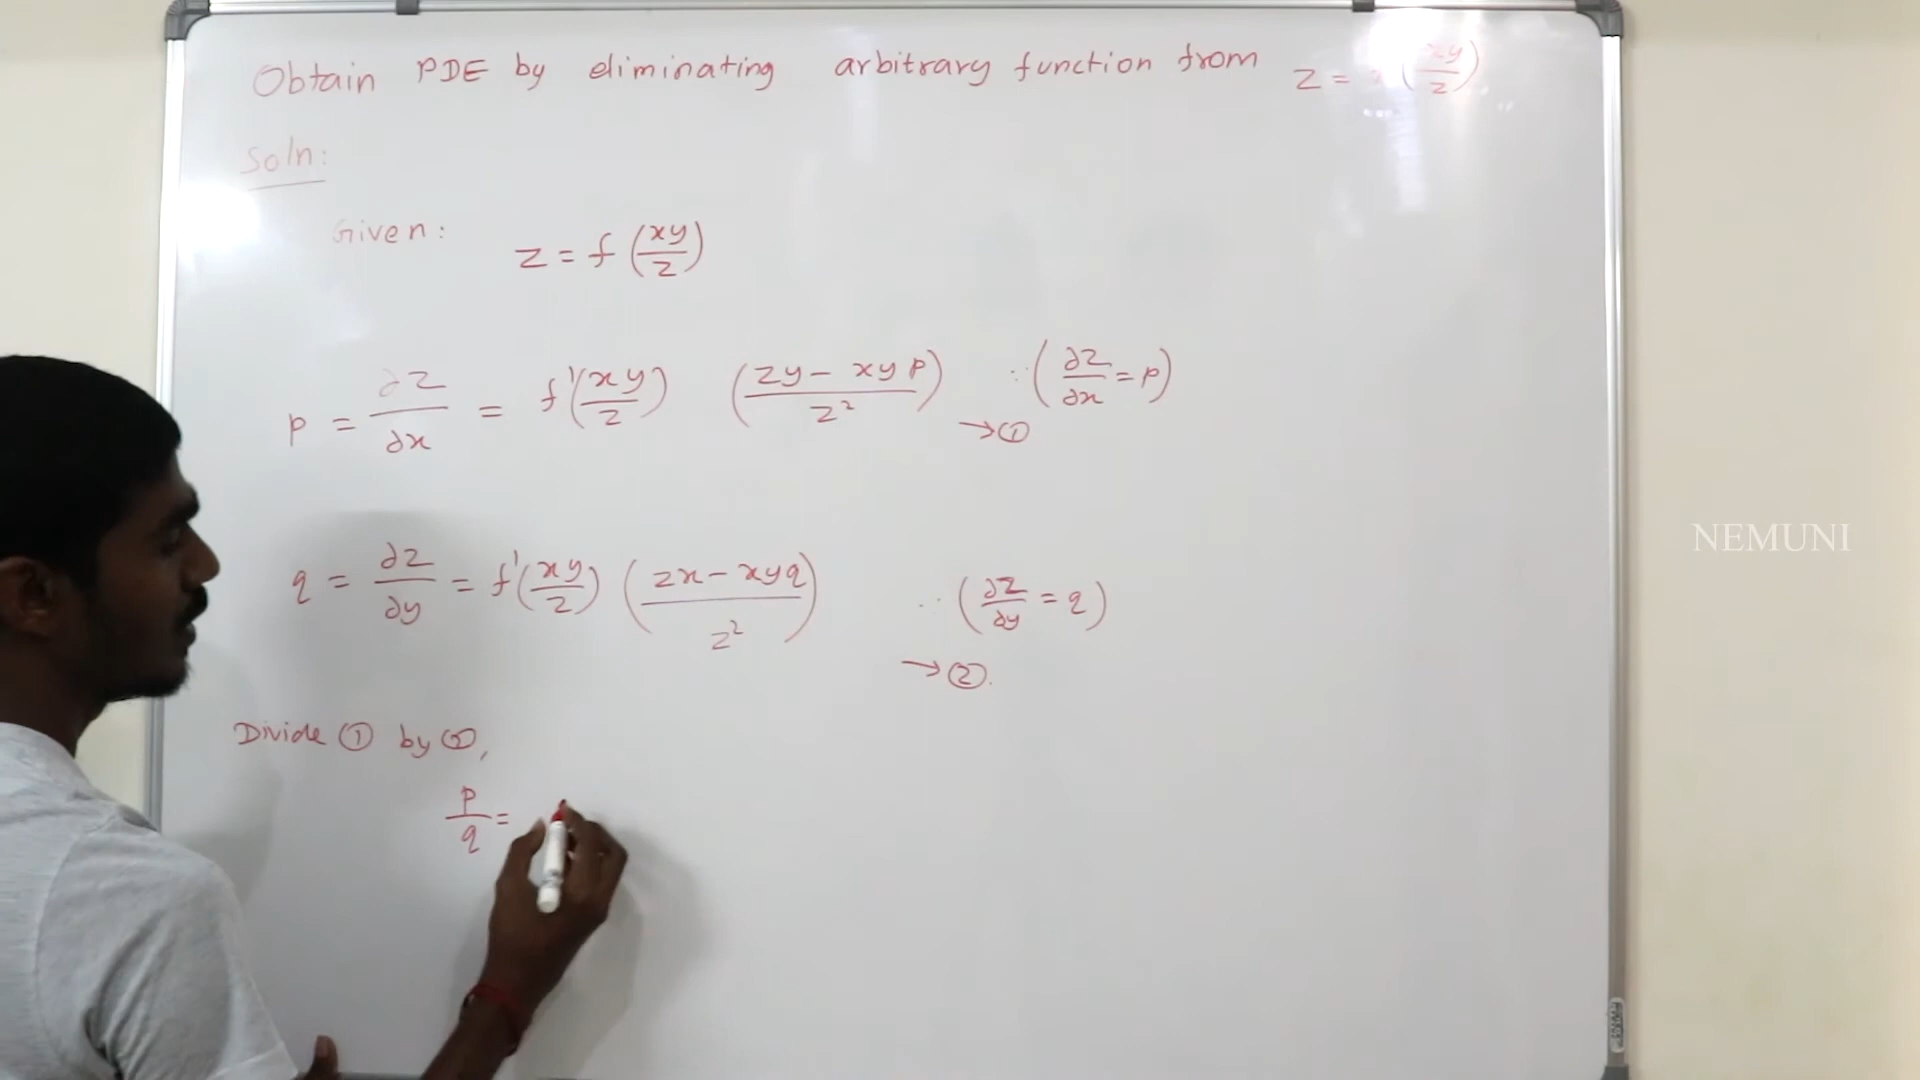 Obtain PDE by eliminating arbitrary function from z = (xy/z)
Soln:
Given: z = f (xy/z)
p = ∂z/∂x = f'(xy/z) (zy - xyp / z²) → ① ∵ (∂z/∂x = p)
q = ∂z/∂y = f'(xy/z) (zx - xyq / z²) ∵ (∂z/∂y = q)
→ ②.
Divide ① by ②,
p/q =
NEMUNI